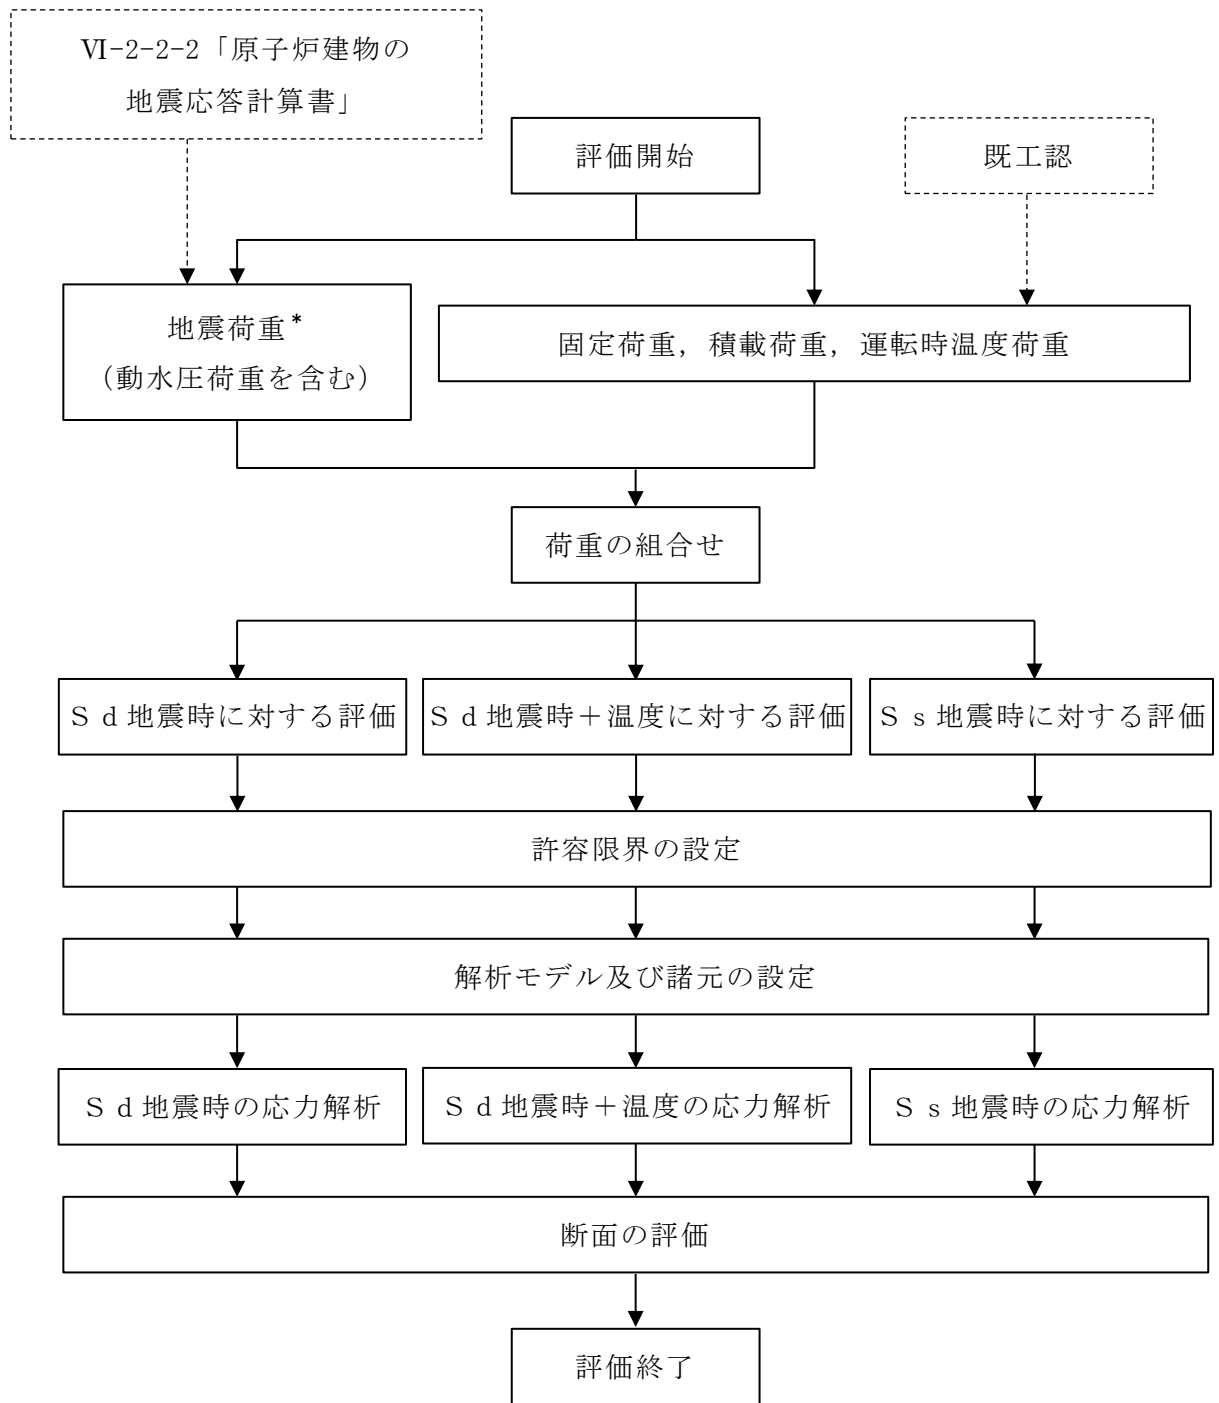 Ⅵ-2-2-2「原子炉建物の
地震応答計算書」
評価開始
既工認
地震荷重*
（動水圧荷重を含む）
固定荷重，積載荷重，運転時温度荷重
荷重の組合せ
Ｓｄ地震時に対する評価
Ｓｄ地震時＋温度に対する評価
Ｓｓ地震時に対する評価
許容限界の設定
解析モデル及び諸元の設定
Ｓｄ地震時の応力解析
Ｓｄ地震時＋温度の応力解析
Ｓｓ地震時の応力解析
断面の評価
評価終了